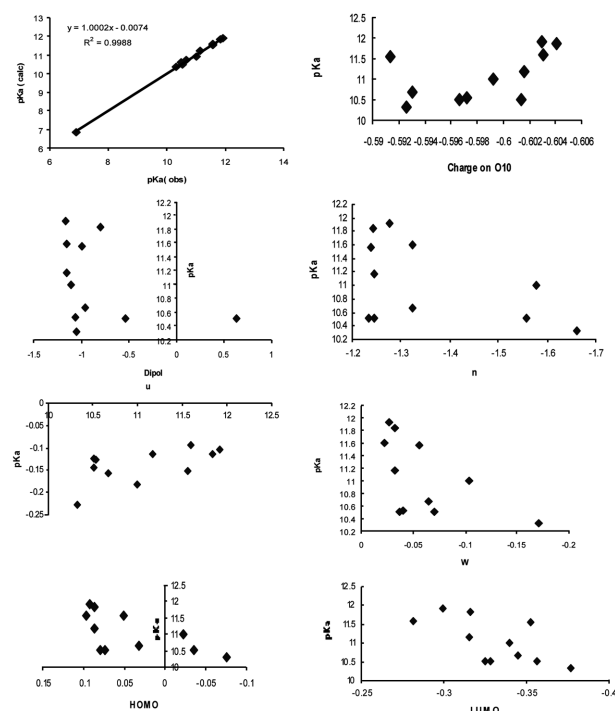 y = 1.0002x - 0.0074
R² = 0.9988
13
12
11
10
9
8
7
6
6 8 10 12 14
pKa (calc)
pKa( obs)
12.5
12
11.5
11
10.5
10
-0.59 -0.592 -0.594 -0.596 -0.598 -0.6 -0.602 -0.604 -0.606
pKa
Charge on O10
12.2
12
11.8
11.6
11.4
11.2
11
10.8
10.6
10.4
10.2
-1.5 -1 -0.5 0 0.5 1
pKa
Dipol
u
12.2
12
11.8
11.6
11.4
11.2
11
10.8
10.6
10.4
10.2
-1.2 -1.3 -1.4 -1.5 -1.6 -1.7
pKa
n
10 10.5 11 11.5 12 12.5
0
-0.05
-0.1
-0.15
-0.2
-0.25
pKa
12.2
12
11.8
11.6
11.4
11.2
11
10.8
10.6
10.4
10.2
0 -0.05 -0.1 -0.15 -0.2
pKa
W
12.5
12
11.5
11
10.5
10
0.15 0.1 0.05 0 -0.05 -0.1
pKa
HOMO
12.5
12
11.5
11
10.5
10
-0.25 -0.3 -0.35 -0.4
pKa
LUMO